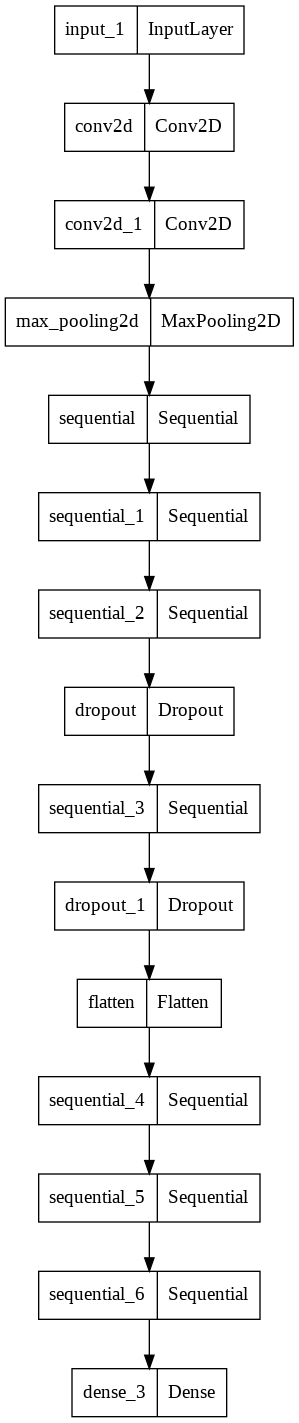 input_1 InputLayer
conv2d Conv2D
conv2d_1 Conv2D
max_pooling2d MaxPooling2D
sequential Sequential
sequential_1 Sequential
sequential_2 Sequential
dropout Dropout
sequential_3 Sequential
dropout_1 Dropout
flatten Flatten
sequential_4 Sequential
sequential_5 Sequential
sequential_6 Sequential
dense_3 Dense